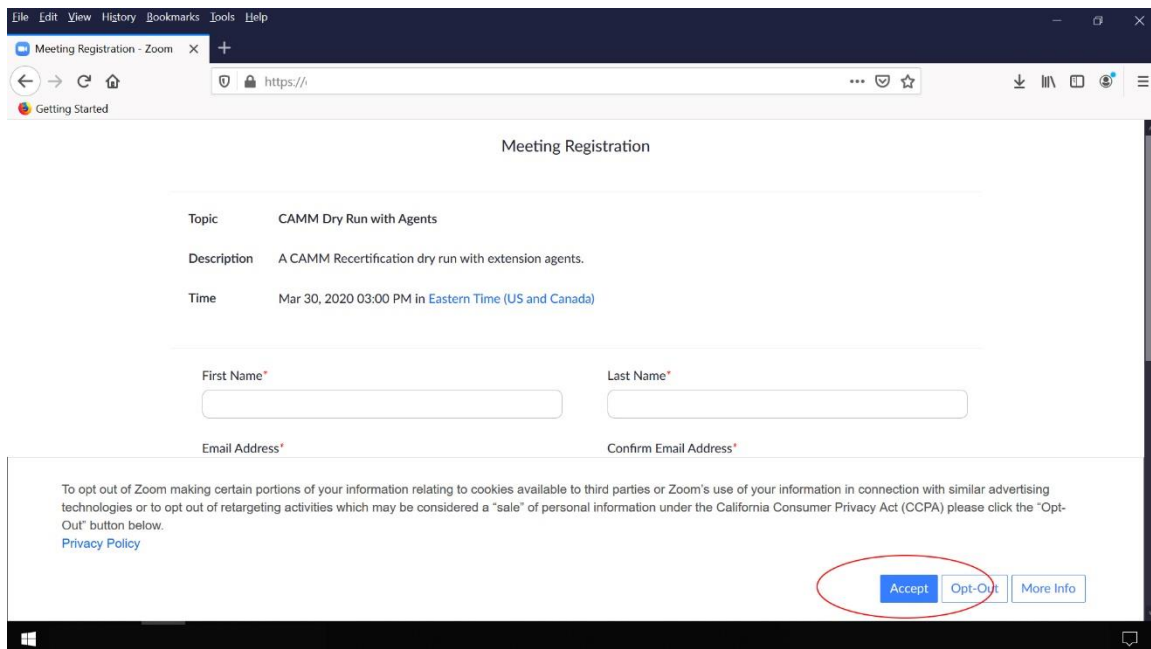 File Edit View History Bookmarks Tools Help
Meeting Registration - Zoom
https://
Getting Started
Meeting Registration
Topic CAMM Dry Run with Agents
Description A CAMM Recertification dry run with extension agents.
Time Mar 30, 2020 03:00 PM in Eastern Time (US and Canada)
First Name* Last Name*
Email Address* Confirm Email Address*
To opt out of Zoom making certain portions of your information relating to cookies available to third parties or Zoom's use of your information in connection with similar advertising
technologies or to opt out of retargeting activities which may be considered a “sale” of personal information under the California Consumer Privacy Act (CCPA) please click the “Opt-
Out” button below.
Privacy Policy
Accept Opt-Out More Info